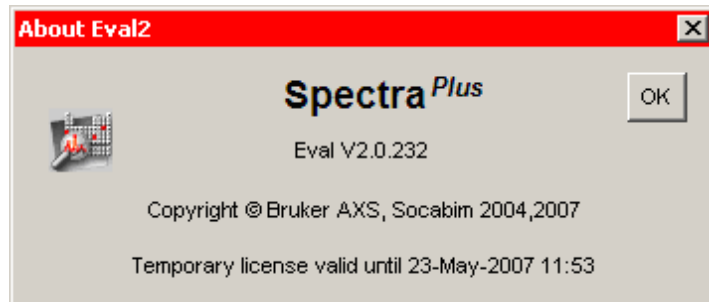 About Eval2
Spectra Plus
OK
Eval V2.0.232
Copyright © Bruker AXS, Socabim 2004,2007
Temporary license valid until 23-May-2007 11:53